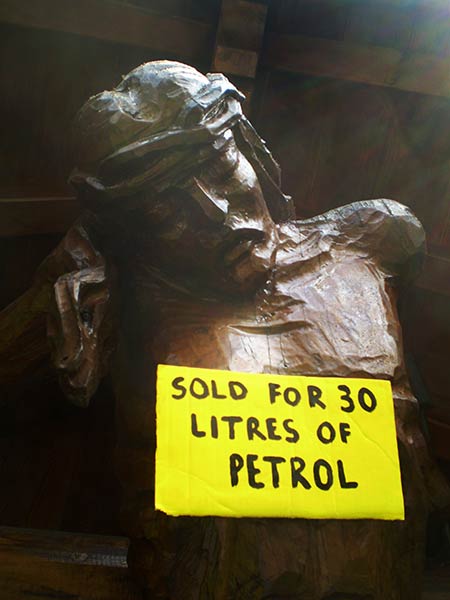 SOLD FOR 30
LITRES OF
PETROL